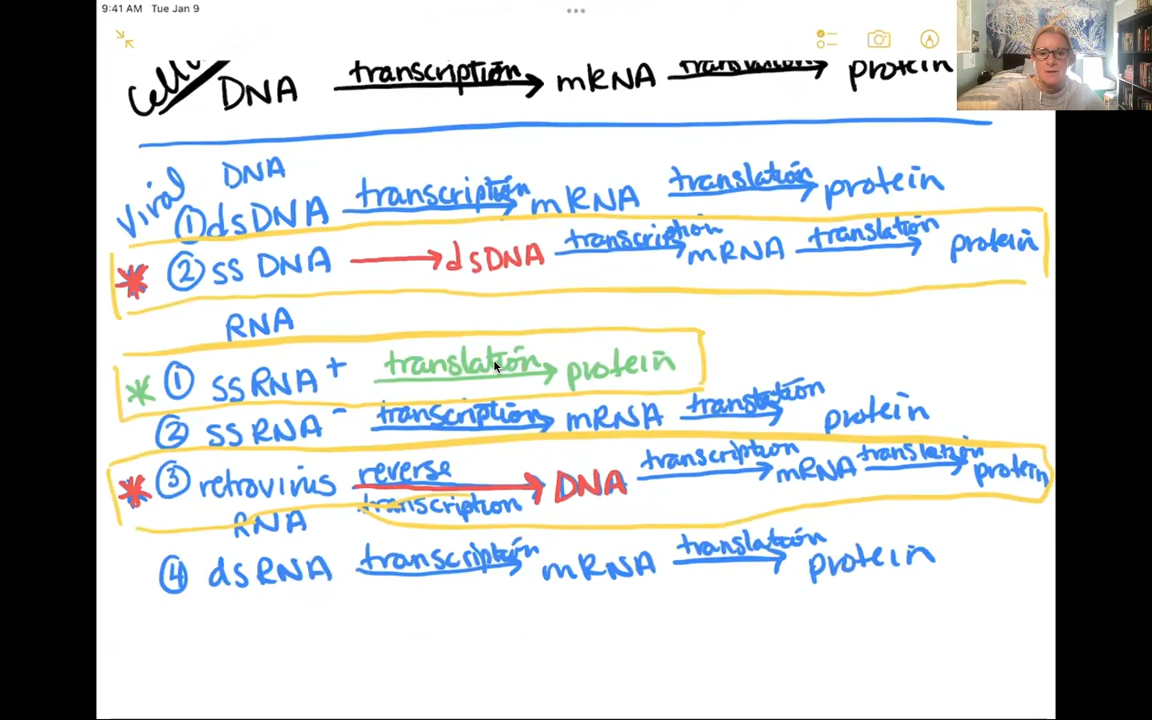 9:41 AM Tue Jan 9
Cell DNA transcription mRNA translation protein
Viral DNA
① dsDNA transcription mRNA translation protein
② ss DNA dsDNA transcription mRNA translation protein
RNA
① ssRNA+ translation protein
② ssRNA- transcription mRNA translation protein
③ retrovirus reverse transcription DNA transcription mRNA translation protein
RNA
④ dsRNA transcription mRNA translation protein